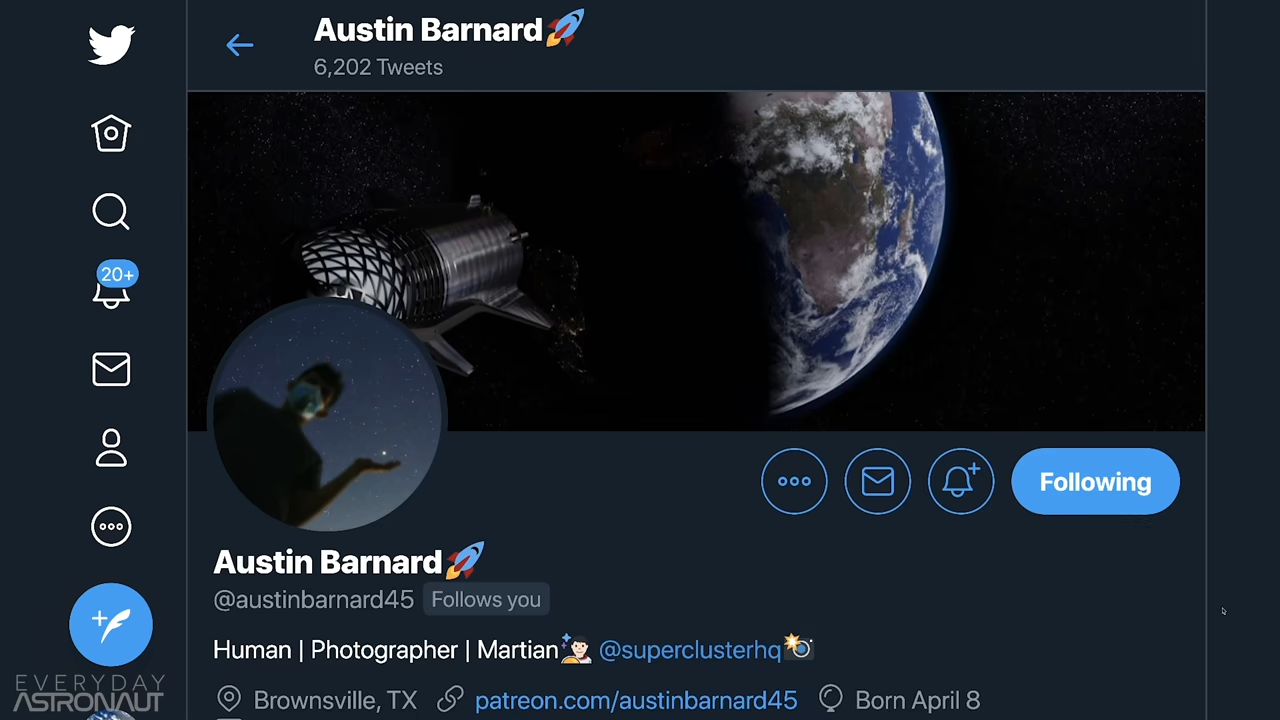 Austin Barnard🚀
6,202 Tweets
20+
Following
Austin Barnard🚀
@austinbarnard45 Follows you
Human | Photographer | Martian @superclusterhq
Brownsville, TX patreon.com/austinbarnard45 Born April 8
EVERYDAY
ASTRONAUT